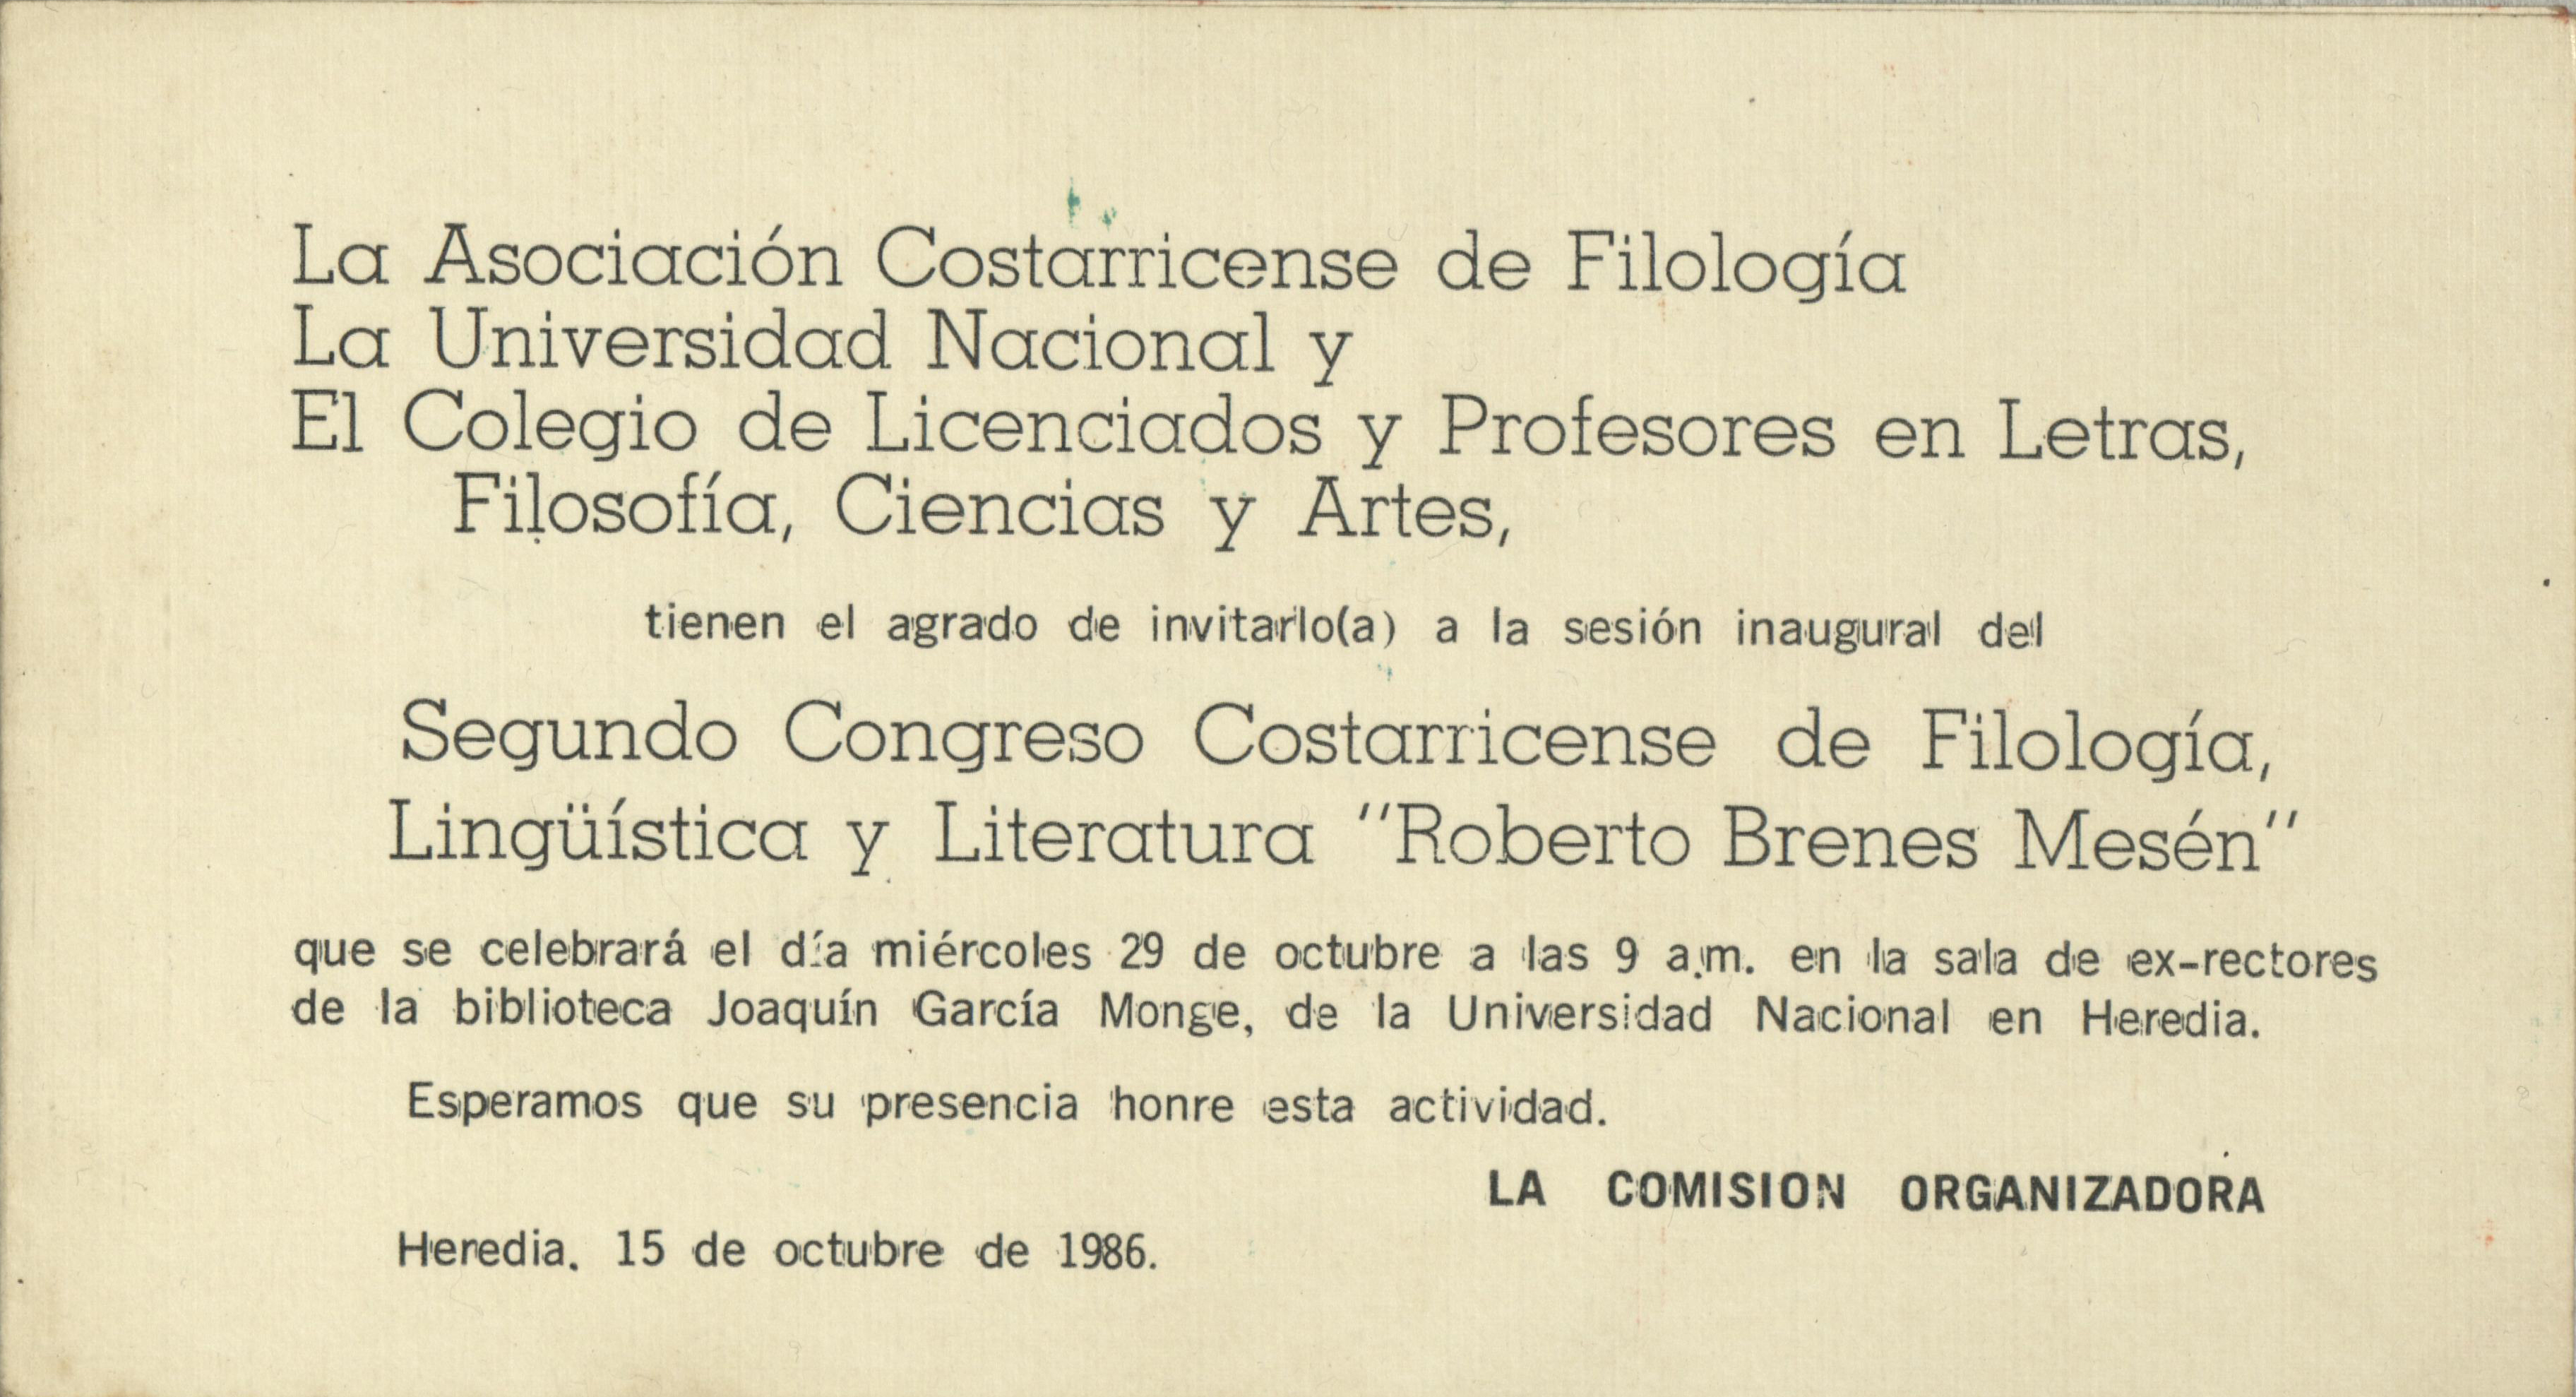 La Asociación Costarricense de Filología
La Universidad Nacional y
El Colegio de Licenciados y Profesores en Letras,
Filosofía, Ciencias y Artes,
tienen el agrado de invitarlo(a) a la sesión inaugural del
Segundo Congreso Costarricense de Filología,
Lingüística y Literatura "Roberto Brenes Mesén"
que se celebrará el día miércoles 29 de octubre a las 9 a.m. en la sala de ex-rectores
de la biblioteca Joaquín García Monge, de la Universidad Nacional en Heredia.
Esperamos que su presencia honre esta actividad.
LA COMISION ORGANIZADORA
Heredia. 15 de octubre de 1986.